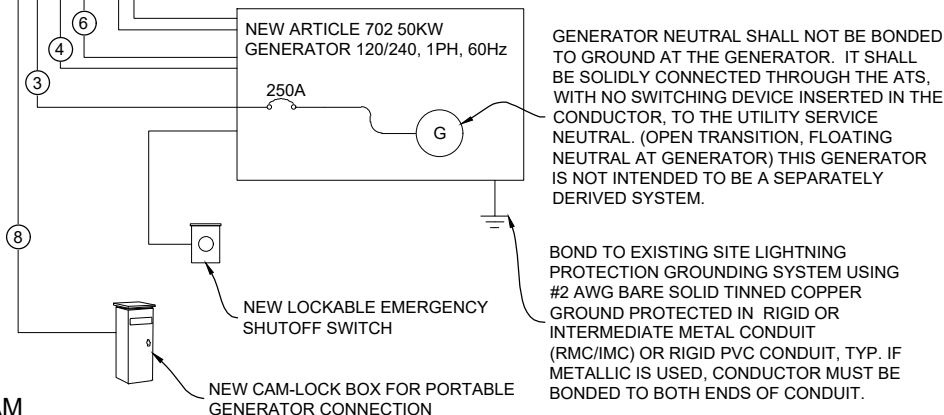 6
4
3
8
NEW ARTICLE 702 50KW
GENERATOR 120/240, 1PH, 60Hz
250A
G
GENERATOR NEUTRAL SHALL NOT BE BONDED
TO GROUND AT THE GENERATOR. IT SHALL
BE SOLIDLY CONNECTED THROUGH THE ATS,
WITH NO SWITCHING DEVICE INSERTED IN THE
CONDUCTOR, TO THE UTILITY SERVICE
NEUTRAL. (OPEN TRANSITION, FLOATING
NEUTRAL AT GENERATOR) THIS GENERATOR
IS NOT INTENDED TO BE A SEPARATELY
DERIVED SYSTEM.
BOND TO EXISTING SITE LIGHTNING
PROTECTION GROUNDING SYSTEM USING
#2 AWG BARE SOLID TINNED COPPER
GROUND PROTECTED IN RIGID OR
INTERMEDIATE METAL CONDUIT
(RMC/IMC) OR RIGID PVC CONDUIT, TYP. IF
METALLIC IS USED, CONDUCTOR MUST BE
BONDED TO BOTH ENDS OF CONDUIT.
NEW LOCKABLE EMERGENCY
SHUTOFF SWITCH
NEW CAM-LOCK BOX FOR PORTABLE
GENERATOR CONNECTION